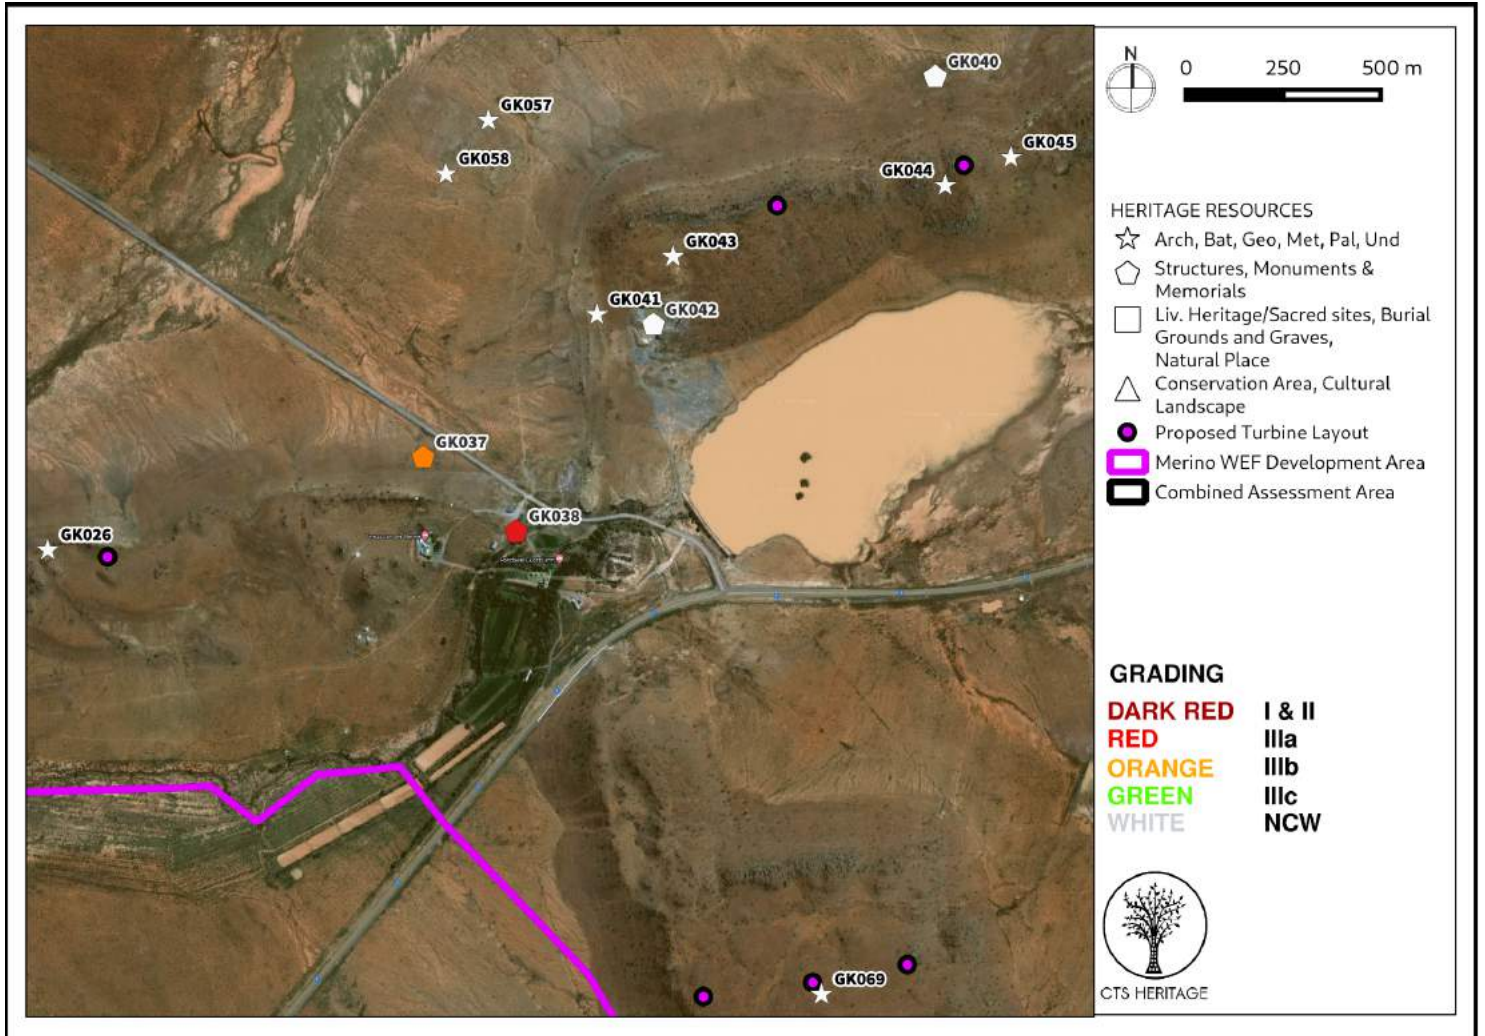 GK040
GK057
GK045
GK058
GK044
GK043
GK041
GK042
GK037
GK038
GK026
GK069
N
0 250 500 m
HERITAGE RESOURCES
Arch, Bat, Geo, Met, Pal, Und
Structures, Monuments &
Memorials
Liv. Heritage/Sacred sites, Burial
Grounds and Graves,
Natural Place
Conservation Area, Cultural
Landscape
Proposed Turbine Layout
Merino WEF Development Area
Combined Assessment Area
GRADING
DARK RED I & II
RED IIIa
ORANGE IIIb
GREEN IIIc
WHITE NCW
CTS HERITAGE